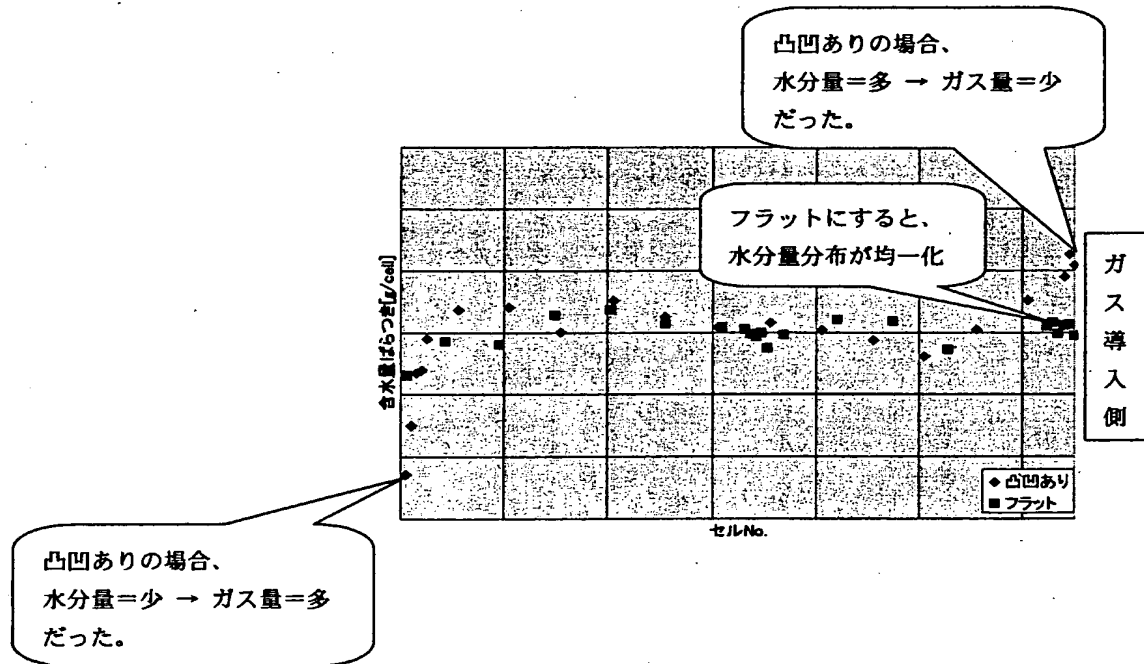 凸凹ありの場合、
水分量＝多 → ガス量＝少
だった。
フラットにすると、
水分量分布が均一化
ガス導入側
含水量ばらつき[g/cell]
◆ 凸凹あり
■ フラット
セルNo.
凸凹ありの場合、
水分量＝少 → ガス量＝多
だった。